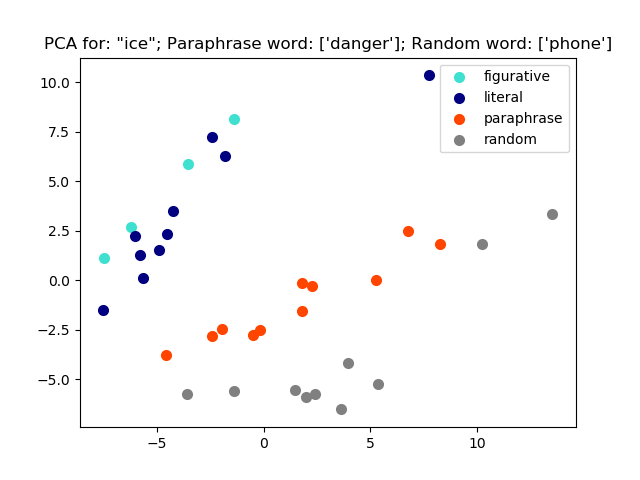 PCA for: "ice"; Paraphrase word: ['danger']; Random word: ['phone']
figurative
literal
paraphrase
random
10.0
7.5
5.0
2.5
0.0
−2.5
−5.0
−5
0
5
10